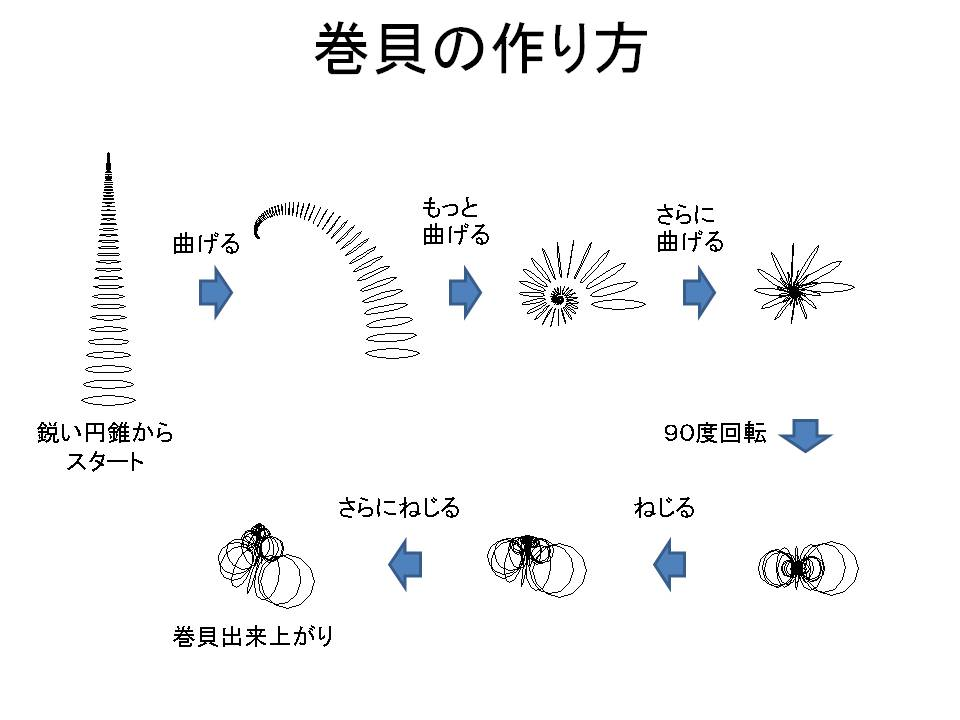 巻貝の作り方
曲げる
もっと
曲げる
さらに
曲げる
鋭い円錐から
スタート
９０度回転
ねじる
さらにねじる
巻貝出来上がり